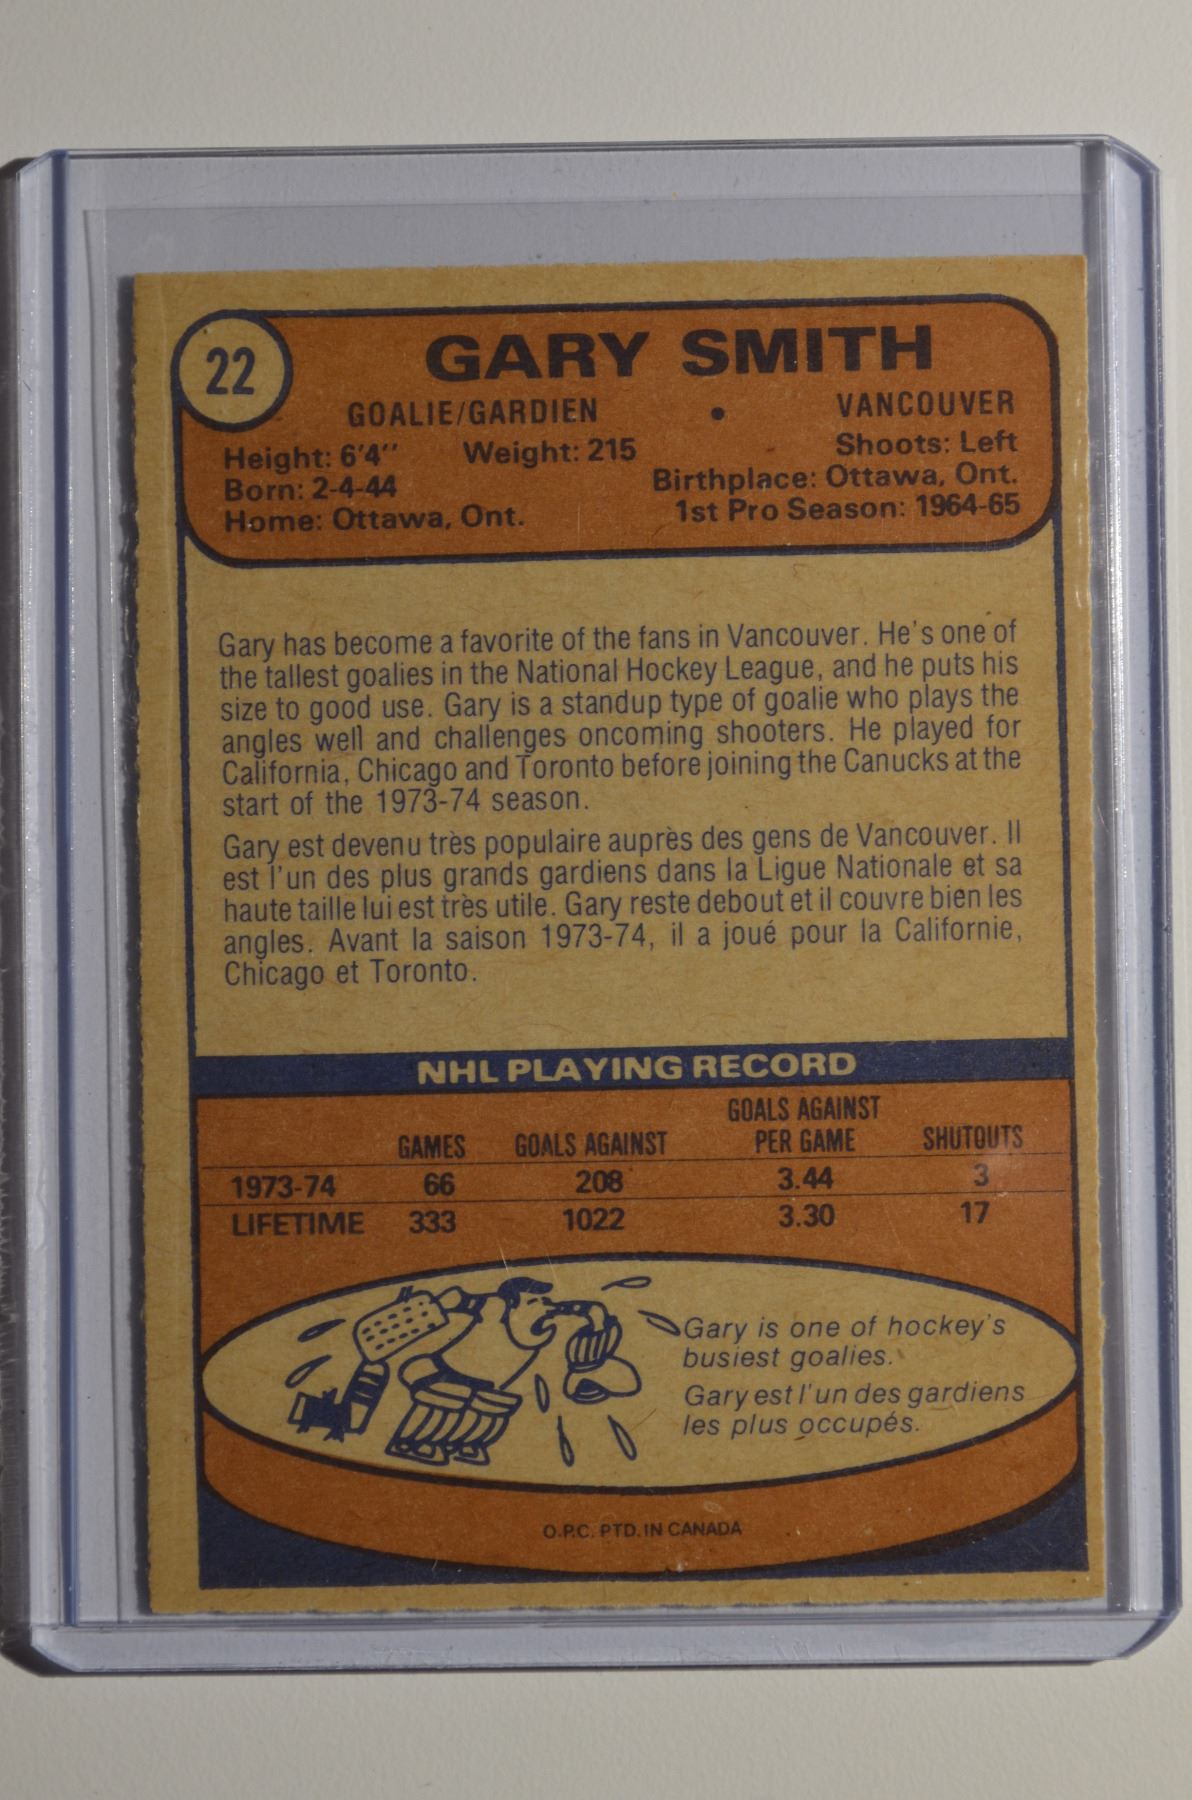 22
GARY SMITH
GOALIE/GARDIEN • VANCOUVER
Height: 6'4'' Weight: 215 Shoots: Left
Born: 2-4-44 Birthplace: Ottawa, Ont.
Home: Ottawa, Ont. 1st Pro Season: 1964-65
Gary has become a favorite of the fans in Vancouver. He's one of
the tallest goalies in the National Hockey League, and he puts his
size to good use. Gary is a standup type of goalie who plays the
angles well and challenges oncoming shooters. He played for
California, Chicago and Toronto before joining the Canucks at the
start of the 1973-74 season.
Gary est devenu très populaire auprès des gens de Vancouver. Il
est l'un des plus grands gardiens dans la Ligue Nationale et sa
haute taille lui est très utile. Gary reste debout et il couvre bien les
angles. Avant la saison 1973-74, il a joué pour la Californie,
Chicago et Toronto.
NHL PLAYING RECORD
GAMES GOALS AGAINST GOALS AGAINST PER GAME SHUTOUTS
1973-74 66 208 3.44 3
LIFETIME 333 1022 3.30 17
Gary is one of hockey's
busiest goalies.
Gary est l'un des gardiens
les plus occupés.
O.P.C. PTD. IN CANADA